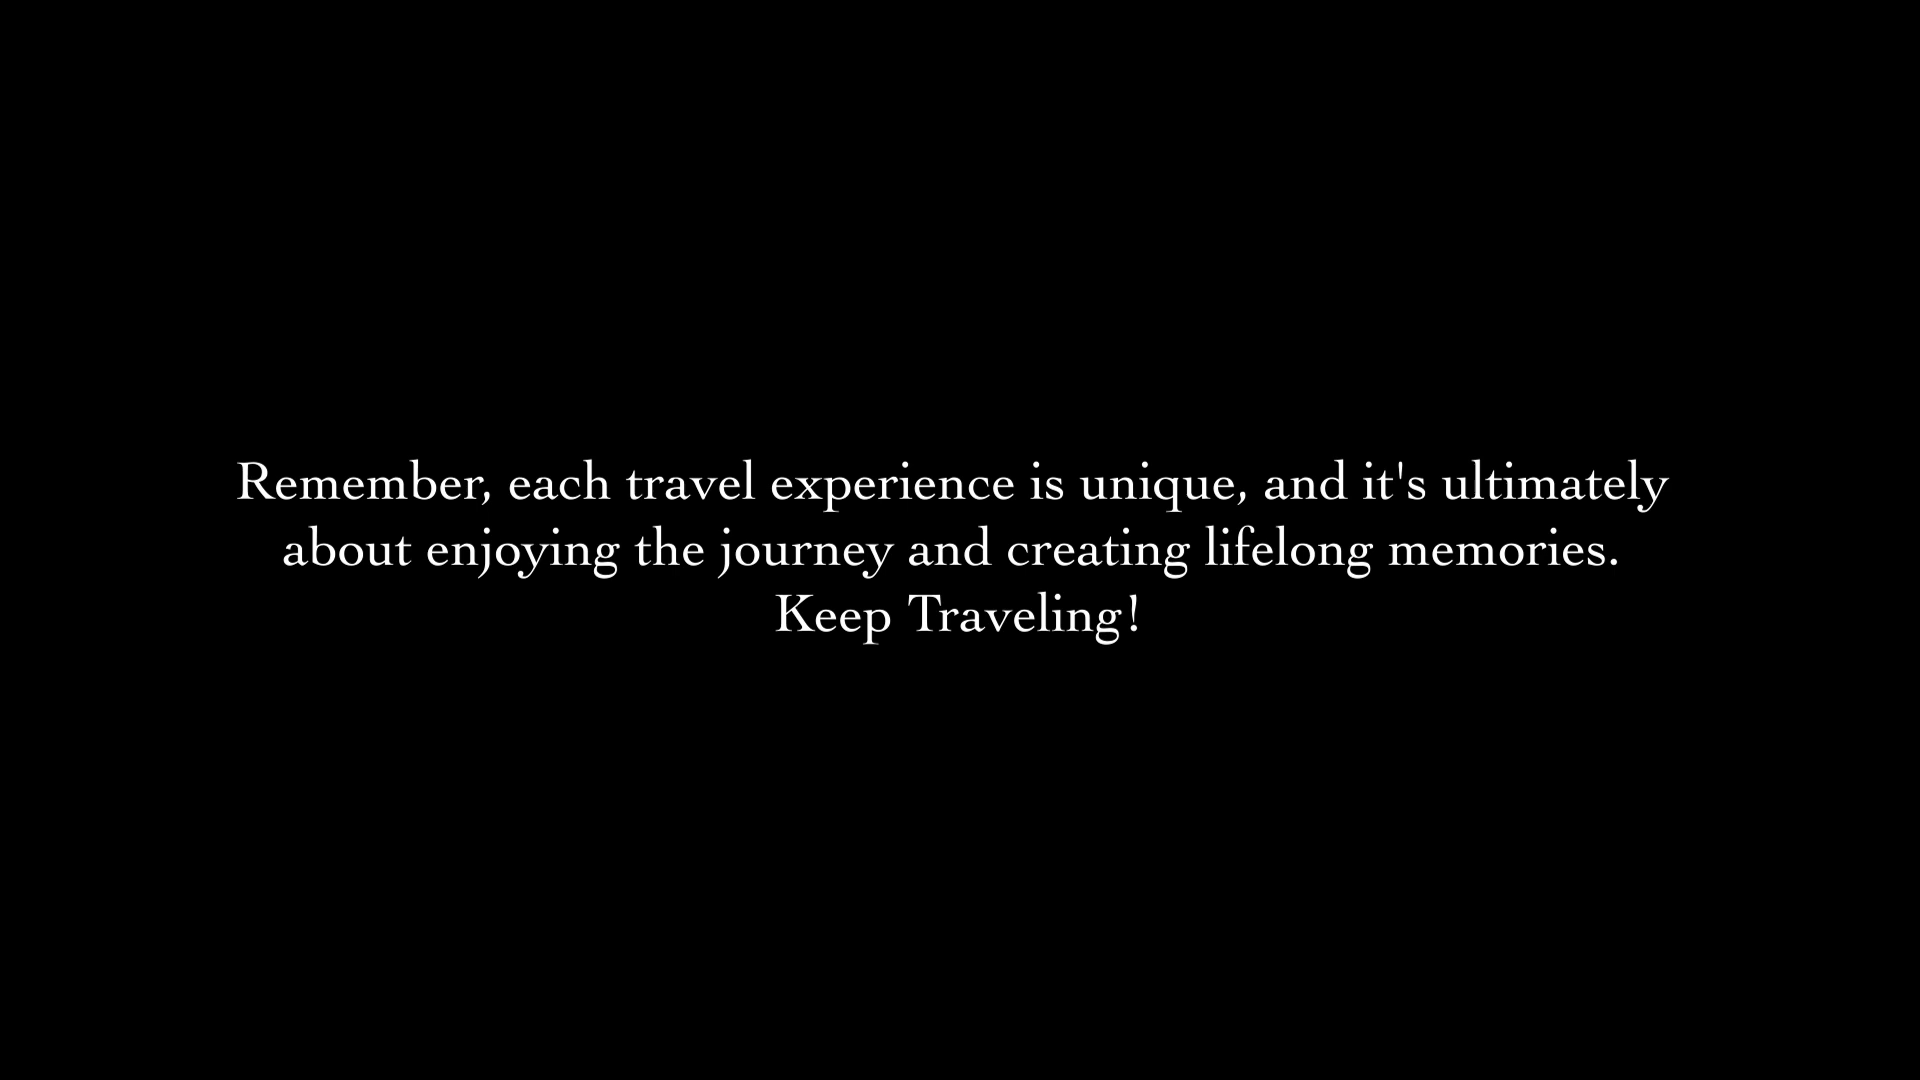 Remember, each travel experience is unique, and it's ultimately
about enjoying the journey and creating lifelong memories.
Keep Traveling!